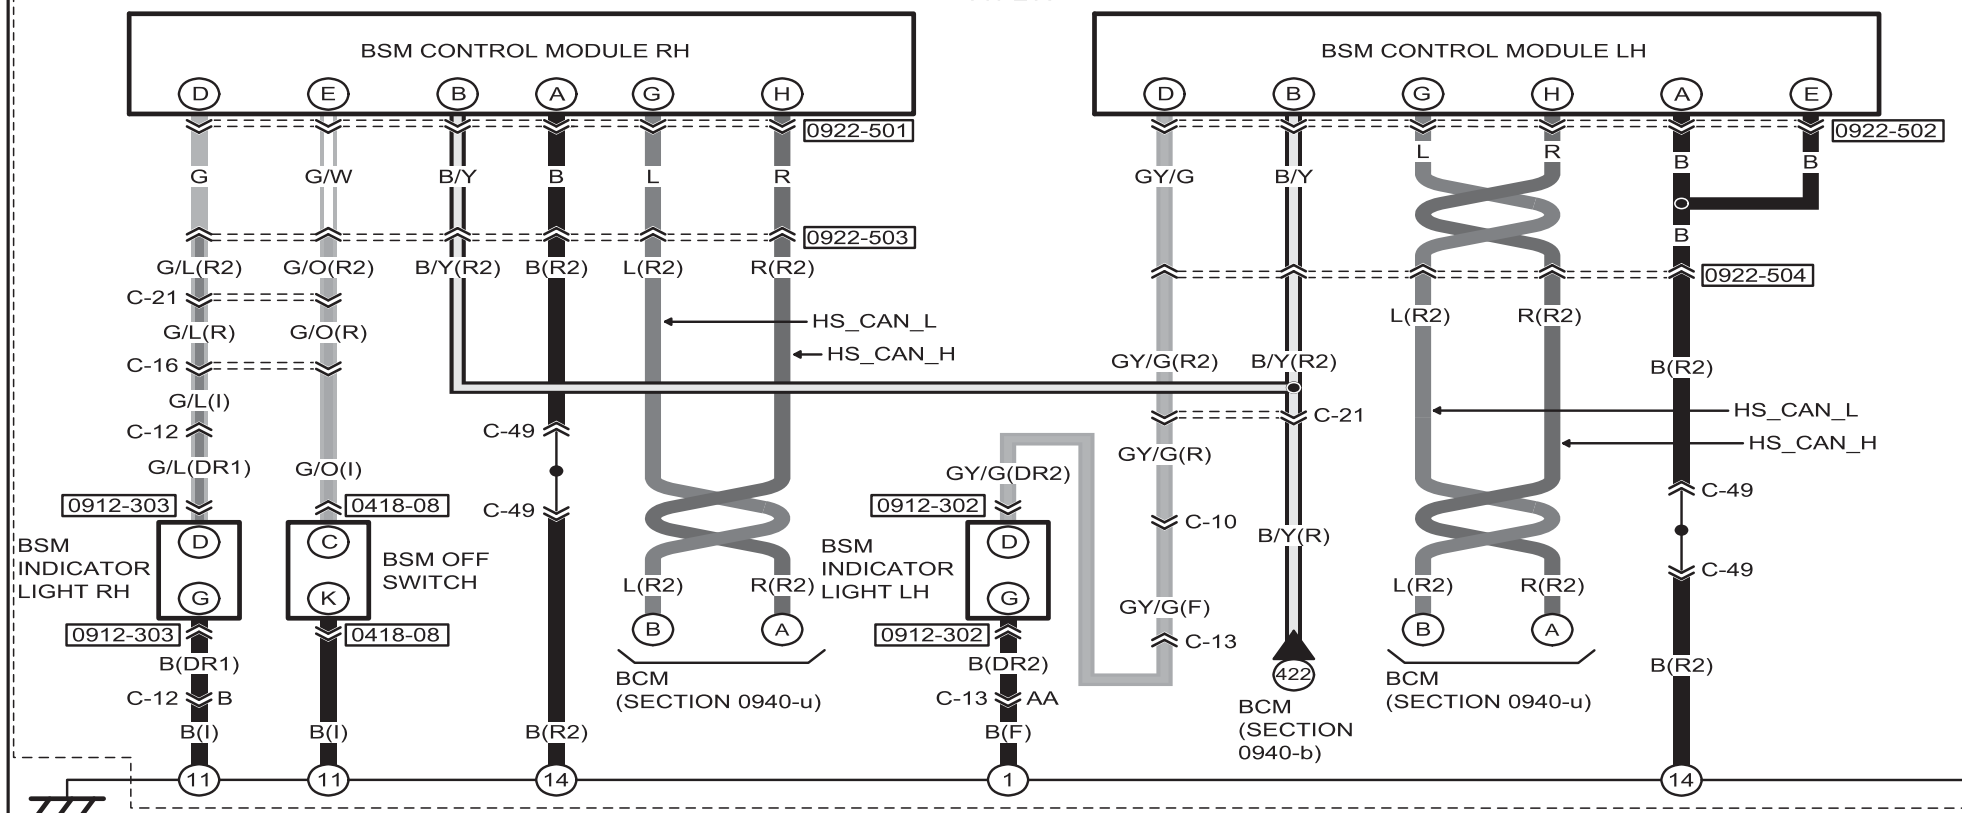 BSM CONTROL MODULE RH
BSM CONTROL MODULE LH
D E B A G H
D B G H A E
0922-501
0922-502
L R B B
G G/W B/Y B L R
GY/G B/Y
0922-503
B
G/L(R2) G/O(R2) B/Y(R2) B(R2) L(R2) R(R2)
0922-504
C-21
L(R2) R(R2)
HS_CAN_L
G/L(R) G/O(R)
HS_CAN_H
GY/G(R2) B/Y(R2)
C-16
B(R2)
G/L(I)
HS_CAN_L
C-21
C-12
C-49
HS_CAN_H
GY/G(R)
G/L(DR1) G/O(I)
GY/G(DR2)
C-49
0912-303
0418-08
C-49
0912-302
C-10
B/Y(R)
BSM
INDICATOR
LIGHT RH
D
G
C
K
BSM OFF
SWITCH
BSM
INDICATOR
LIGHT LH
D
G
C-49
L(R2) R(R2)
L(R2) R(R2)
GY/G(F)
B A
B A
0912-303
0418-08
0912-302
C-13
B(DR1)
B(DR2)
B(R2)
422
BCM
(SECTION 0940-u)
BCM
(SECTION 0940-u)
C-12 B
C-13 AA
BCM
(SECTION
0940-b)
B(I) B(I) B(R2) B(F)
11 11 14 1 14